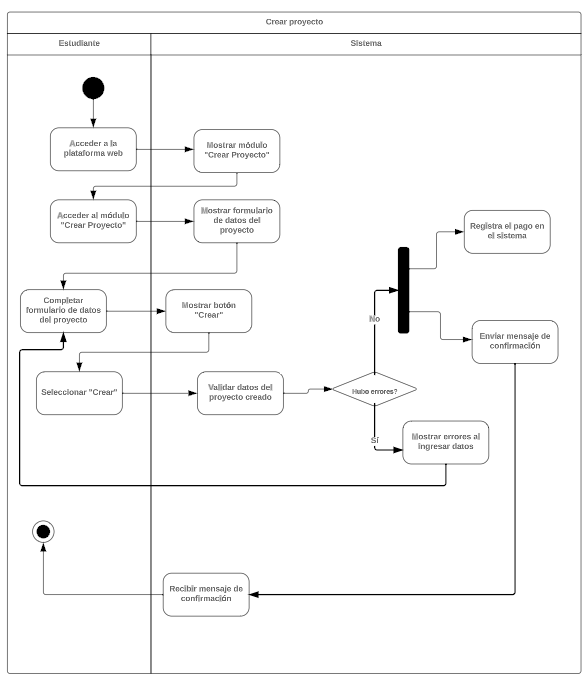 Crear proyecto
Estudiante
Sistema
Acceder a la
plataforma web
Mostrar módulo
"Crear Proyecto"
Acceder al módulo
"Crear Proyecto"
Mostrar formulario
de datos del
proyecto
Registra el pago en
el sistema
Completar
formulario de datos
del proyecto
Mostrar botón
"Crear"
No
Enviar mensaje de
confirmación
Seleccionar "Crear"
Validar datos del
proyecto creado
Hubo errores?
Sí
Mostrar errores al
ingresar datos
Recibir mensaje de
confirmación